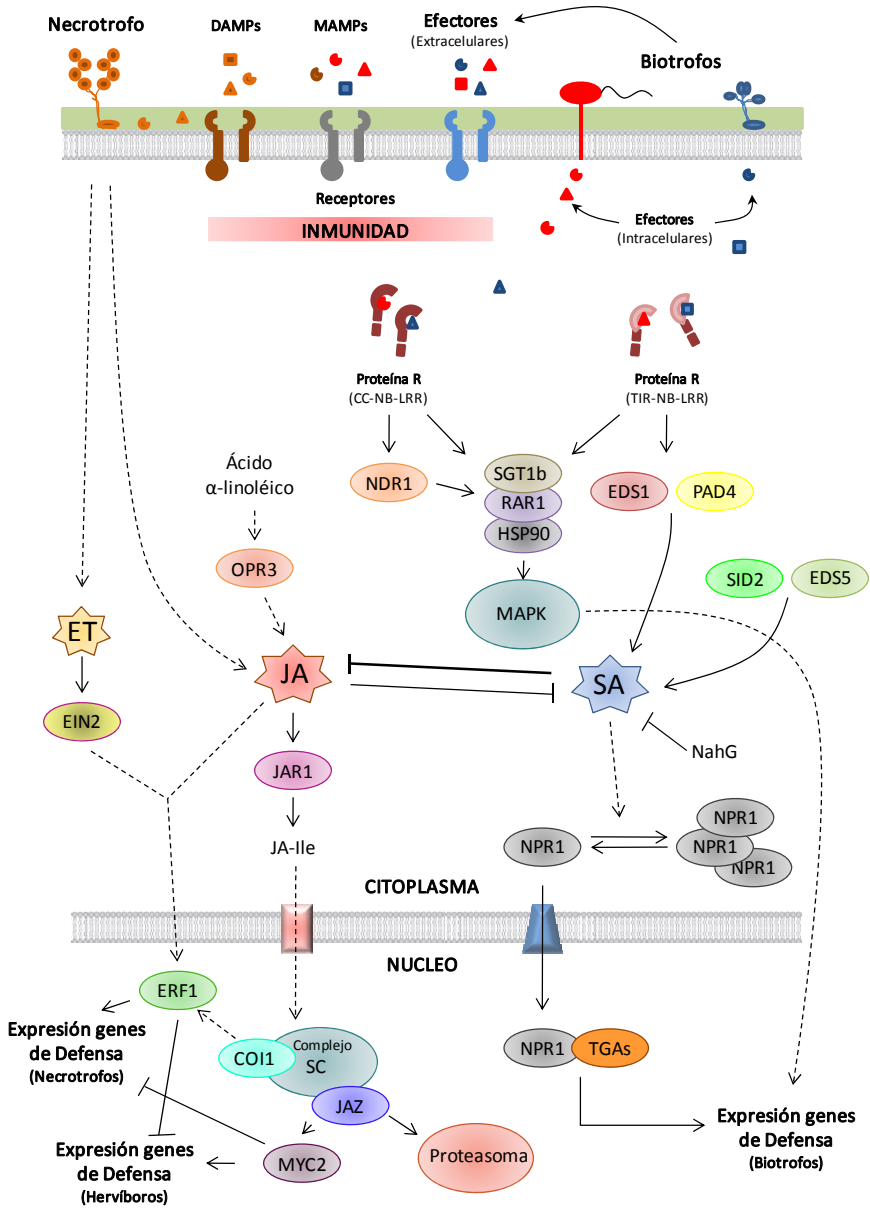 Necrotrofo
DAMPs
MAMPs
Efectores
(Extracelulares)
Biotrofos
Receptores
INMUNIDAD
Efectores
(Intracelulares)
Proteína R
(CC-NB-LRR)
Proteína R
(TIR-NB-LRR)
Ácido
α-linoléico
NDR1
SGT1b
RAR1
HSP90
EDS1
PAD4
OPR3
SID2
EDS5
MAPK
ET
JA
SA
EIN2
JAR1
NahG
JA-Ile
NPR1
NPR1
NPR1
NPR1
CITOPLASMA
NUCLEO
ERF1
Expresión genes
de Defensa
(Necrotrofos)
COI1
Complejo
SC
JAZ
NPR1
TGAs
MYC2
Proteasoma
Expresión genes
de Defensa
(Hervíboros)
Expresión genes
de Defensa
(Biotrofos)